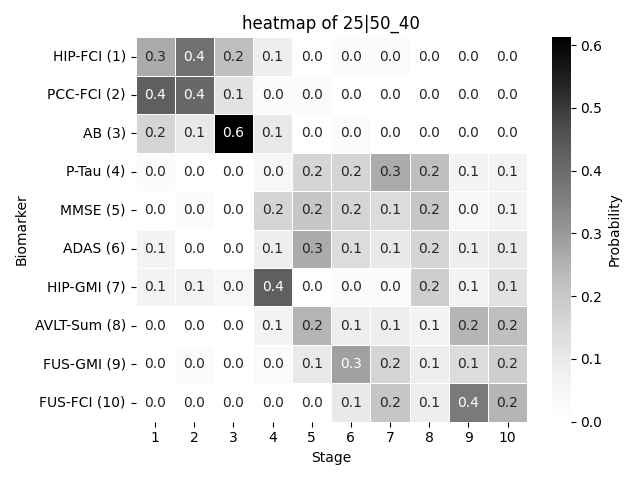 heatmap of 25|50_40
HIP-FCI (1) 0.3 0.4 0.2 0.1 0.0 0.0 0.0 0.0 0.0 0.0
PCC-FCI (2) 0.4 0.4 0.1 0.0 0.0 0.0 0.0 0.0 0.0 0.0
AB (3) 0.2 0.1 0.6 0.1 0.0 0.0 0.0 0.0 0.0 0.0
P-Tau (4) 0.0 0.0 0.0 0.0 0.2 0.2 0.3 0.2 0.1 0.1
MMSE (5) 0.0 0.0 0.0 0.2 0.2 0.2 0.1 0.2 0.0 0.1
ADAS (6) 0.1 0.0 0.0 0.1 0.3 0.1 0.1 0.2 0.1 0.1
HIP-GMI (7) 0.1 0.1 0.0 0.4 0.0 0.0 0.0 0.2 0.1 0.1
AVLT-Sum (8) 0.0 0.0 0.0 0.1 0.2 0.1 0.1 0.1 0.2 0.2
FUS-GMI (9) 0.0 0.0 0.0 0.0 0.1 0.3 0.2 0.1 0.1 0.2
FUS-FCI (10) 0.0 0.0 0.0 0.0 0.0 0.1 0.2 0.1 0.4 0.2
1 2 3 4 5 6 7 8 9 10
Stage
Biomarker
0.6
0.5
0.4
0.3
0.2
0.1
0.0
Probability